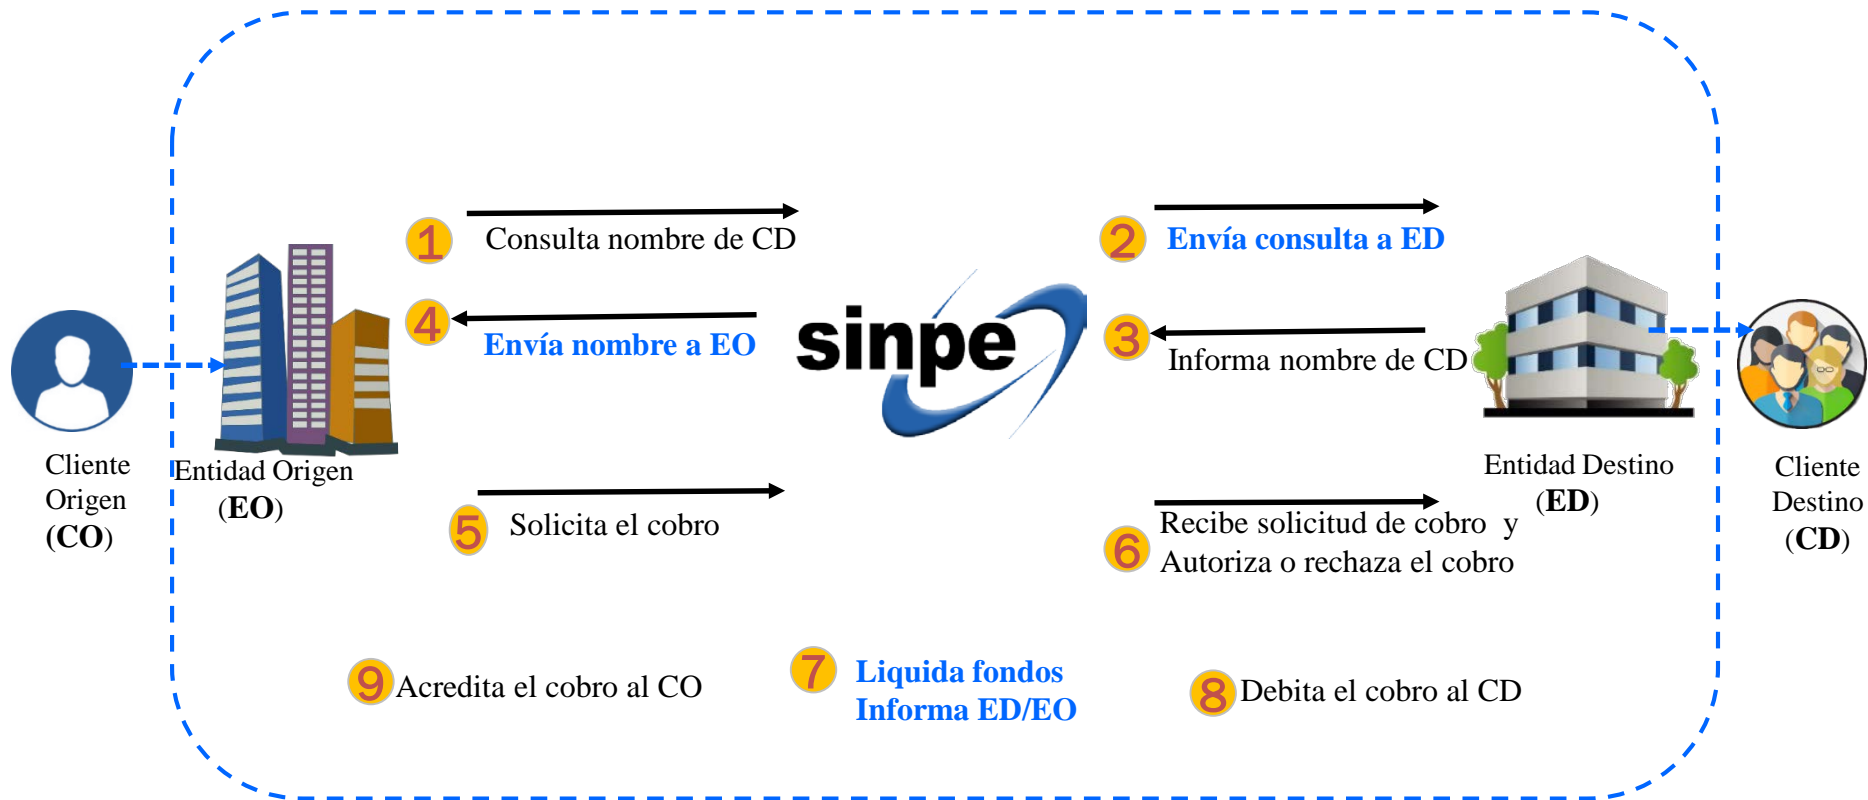 1
Consulta nombre de CD
2
Envía consulta a ED
4
Envía nombre a EO
sinpe
3
Informa nombre de CD
Cliente
Origen
(CO)
Entidad Origen
(EO)
Entidad Destino
(ED)
Cliente
Destino
(CD)
5
Solicita el cobro
6
Recibe solicitud de cobro y
Autoriza o rechaza el cobro
9
Acredita el cobro al CO
7
Liquida fondos
Informa ED/EO
8
Debita el cobro al CD